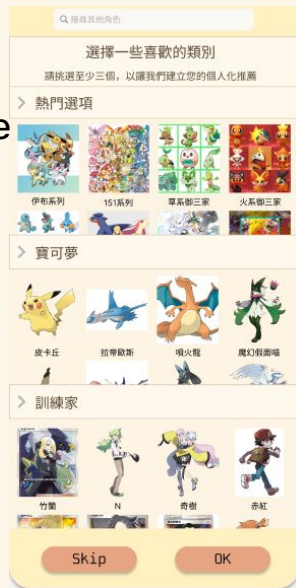 搜尋其他角色
選擇一些喜歡的類別
請挑選至少三個，以讓我們建立您的個人化推薦
> 熱門選項
e
伊布系列 151系列 草系御三家 火系御三家
> 寶可夢
皮卡丘 拉帝歐斯 噴火龍 魔幻假面喵
> 訓練家
竹蘭 N 奇樹 赤紅
Skip OK